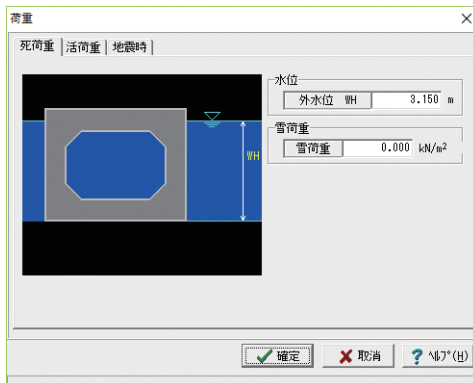 荷重
死荷重 活荷重 地震時
水位
外水位 WH 3.150 m
雪荷重
雪荷重 0.000 kN/m²
WH
確定 取消 ヘルプ(H)